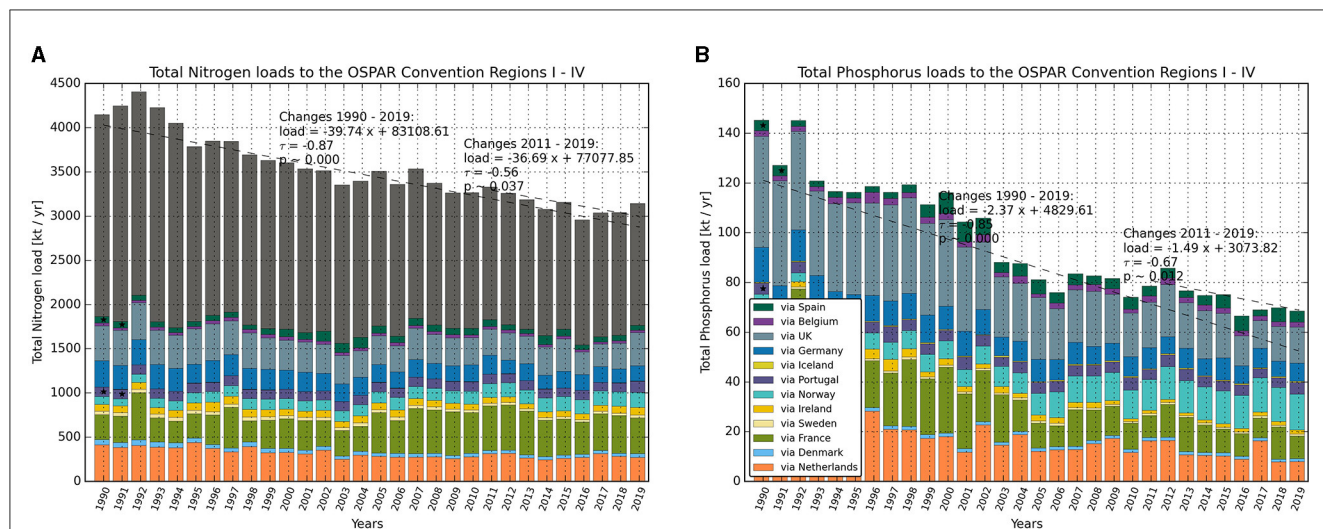 A
Total Nitrogen loads to the OSPAR Convention Regions I - IV
Total Nitrogen load [kt / yr]
4500
4000
3500
3000
2500
2000
1500
1000
500
0
Changes 1990 - 2019:
load = -39.74 x + 83108.61
τ = -0.87
p ~ 0.000
Changes 2011 - 2019:
load = -36.69 x + 77077.85
τ = -0.56
p ~ 0.037
1990 1991 1992 1993 1994 1995 1996 1997 1998 1999 2000 2001 2002 2003 2004 2005 2006 2007 2008 2009 2010 2011 2012 2013 2014 2015 2016 2017 2018 2019
Years
B
Total Phosphorus loads to the OSPAR Convention Regions I - IV
Total Phosphorus load [kt / yr]
160
140
120
100
80
60
40
20
0
Changes 1990 - 2019:
load = -2.37 x + 4829.61
τ = -0.85
p ~ 0.000
Changes 2011 - 2019:
load = -1.49 x + 3073.82
τ = -0.67
p ~ 0.012
via Spain
via Belgium
via UK
via Germany
via Iceland
via Portugal
via Norway
via Ireland
via Sweden
via France
via Denmark
via Netherlands
1990 1991 1992 1993 1994 1995 1996 1997 1998 1999 2000 2001 2002 2003 2004 2005 2006 2007 2008 2009 2010 2011 2012 2013 2014 2015 2016 2017 2018 2019
Years